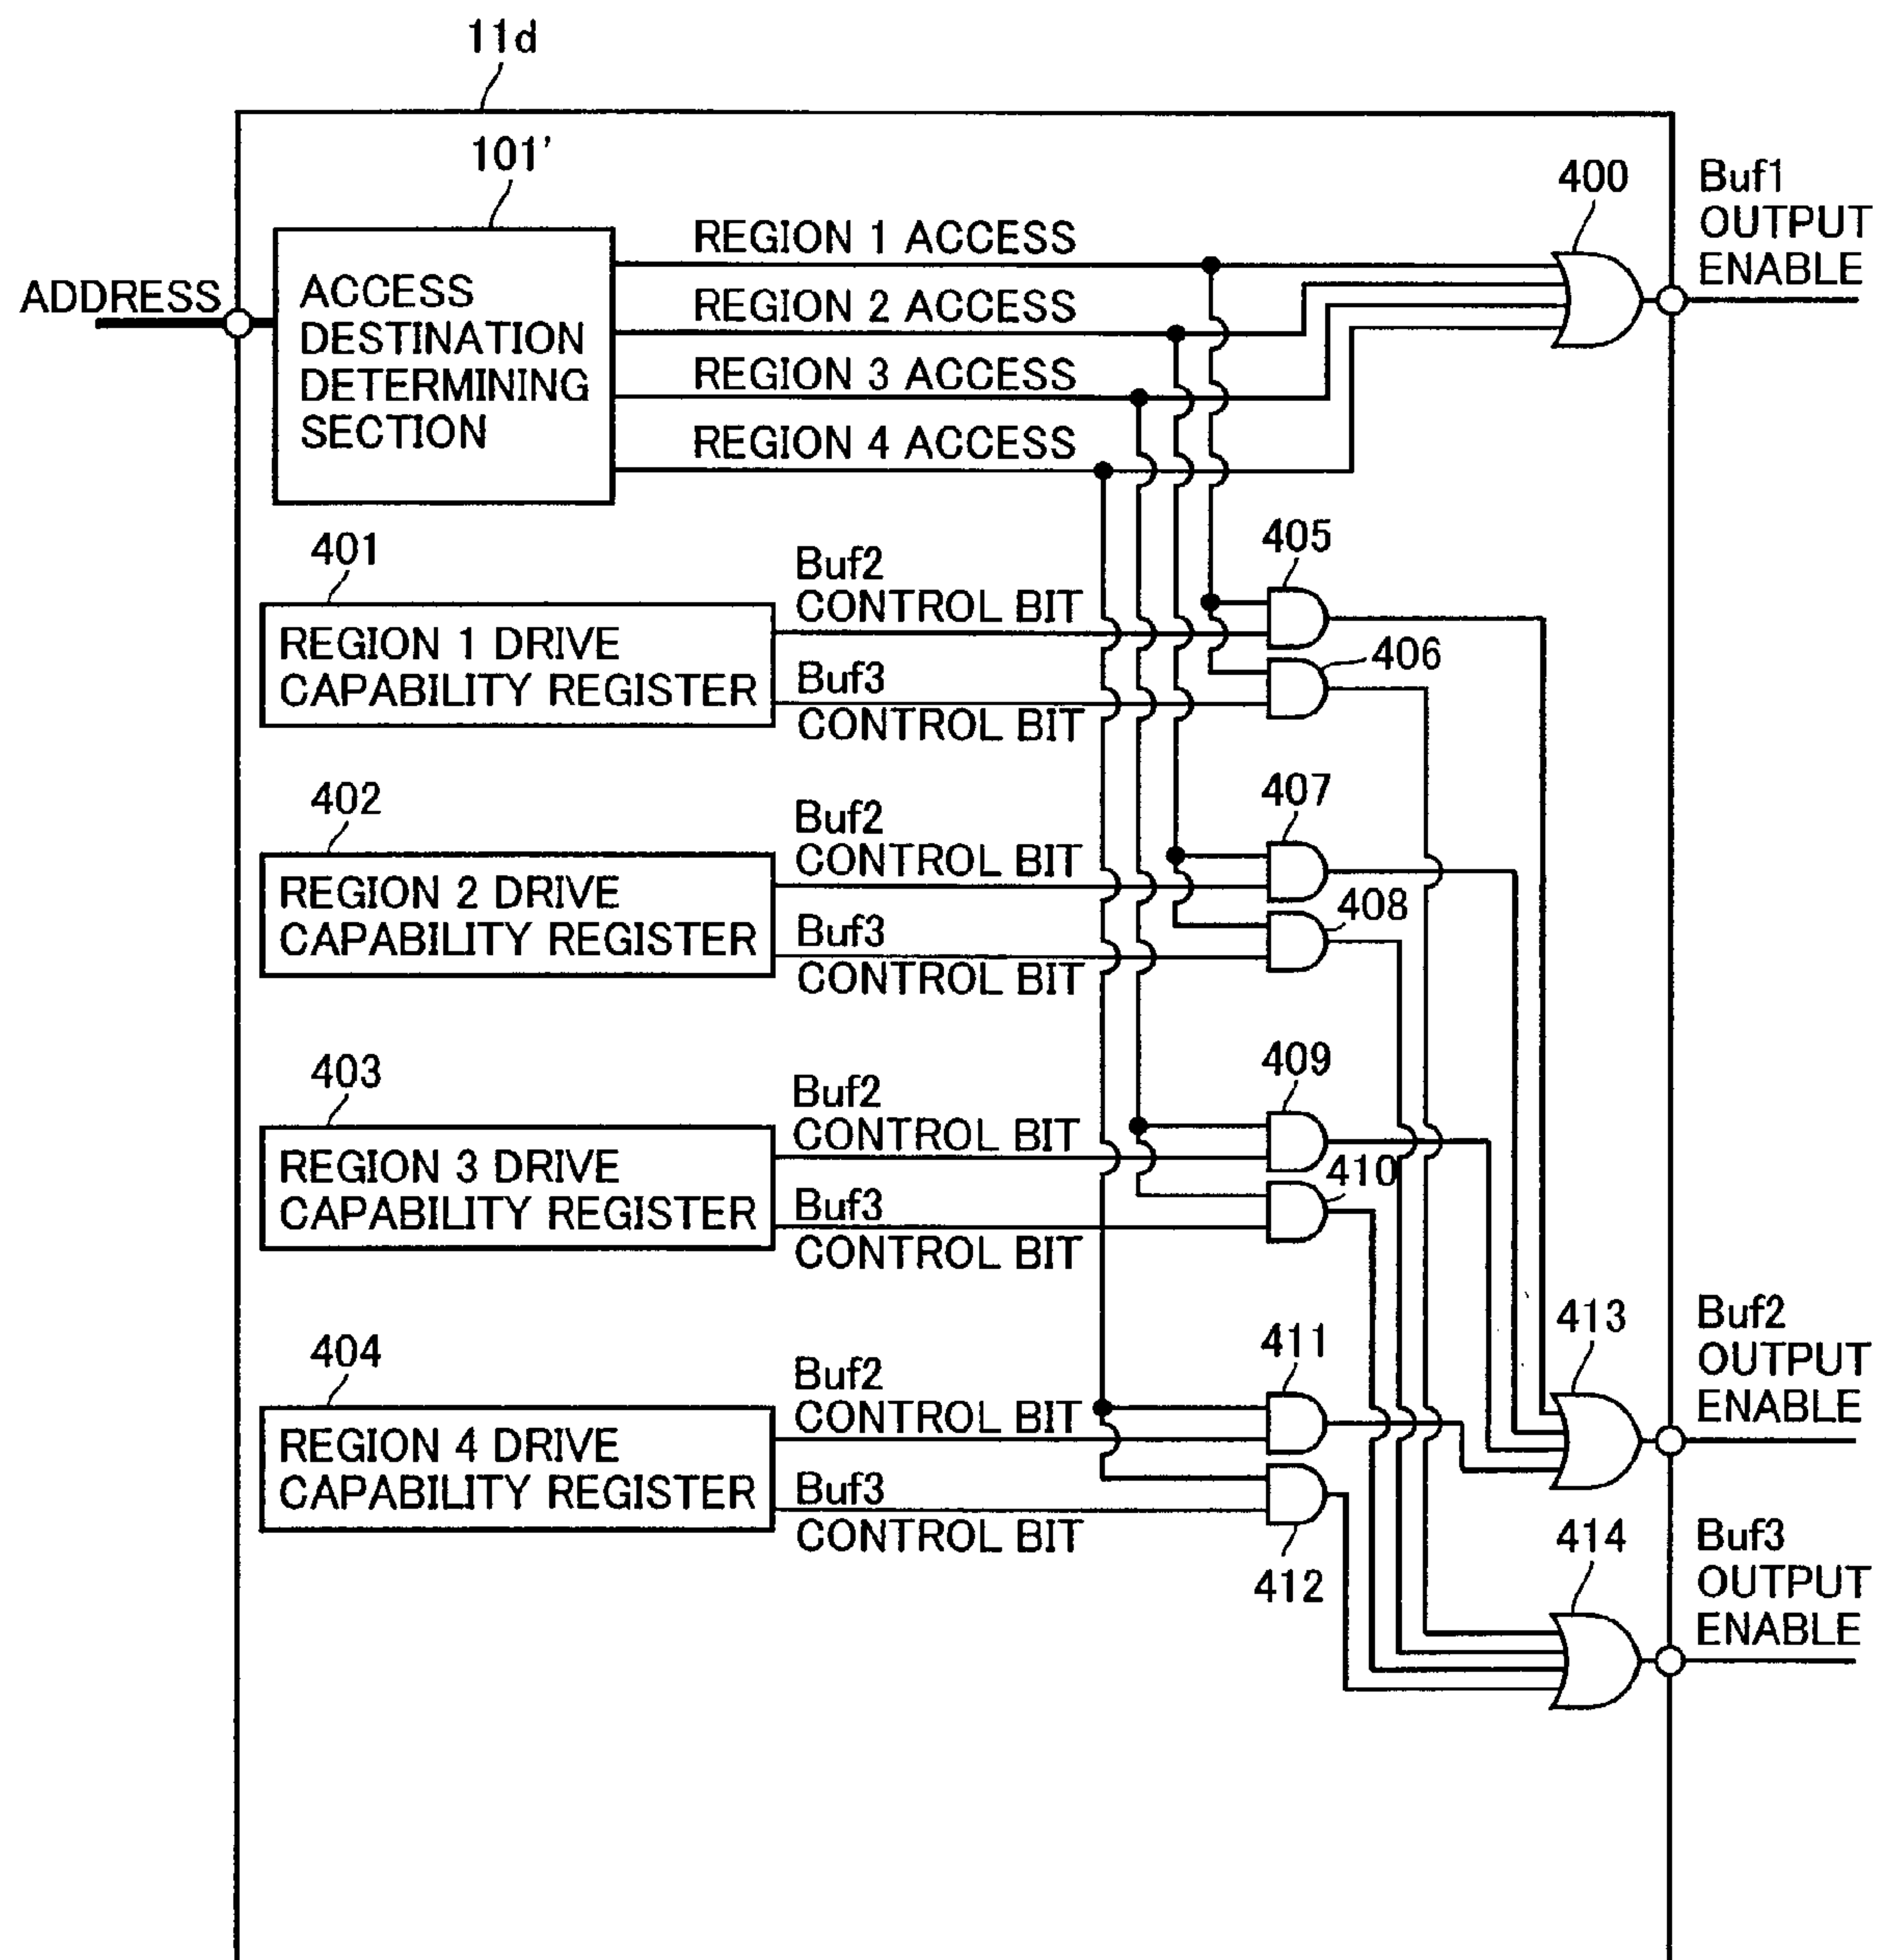 11d
101'
400
Buf1
OUTPUT
ENABLE
ADDRESS
ACCESS
DESTINATION
DETERMINING
SECTION
REGION 1 ACCESS
REGION 2 ACCESS
REGION 3 ACCESS
REGION 4 ACCESS
401
REGION 1 DRIVE
CAPABILITY REGISTER
Buf2
CONTROL BIT
Buf3
CONTROL BIT
405
406
402
REGION 2 DRIVE
CAPABILITY REGISTER
Buf2
CONTROL BIT
Buf3
CONTROL BIT
407
408
403
REGION 3 DRIVE
CAPABILITY REGISTER
Buf2
CONTROL BIT
Buf3
CONTROL BIT
409
410
404
REGION 4 DRIVE
CAPABILITY REGISTER
Buf2
CONTROL BIT
Buf3
CONTROL BIT
411
412
413
Buf2
OUTPUT
ENABLE
414
Buf3
OUTPUT
ENABLE